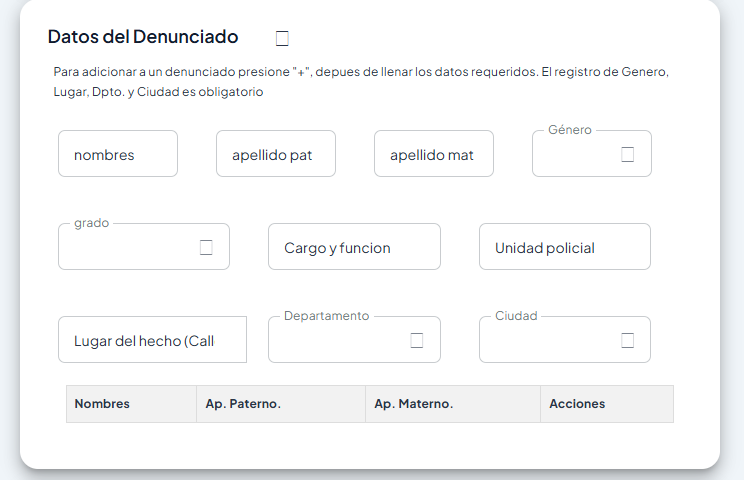 Datos del Denunciado
Para adicionar a un denunciado presione "+", depues de llenar los datos requeridos. El registro de Genero,
Lugar, Dpto. y Ciudad es obligatorio
nombres
apellido pat
apellido mat
Género
grado
Cargo y funcion
Unidad policial
Lugar del hecho (Call
Departamento
Ciudad
Nombres
Ap. Paterno.
Ap. Materno.
Acciones